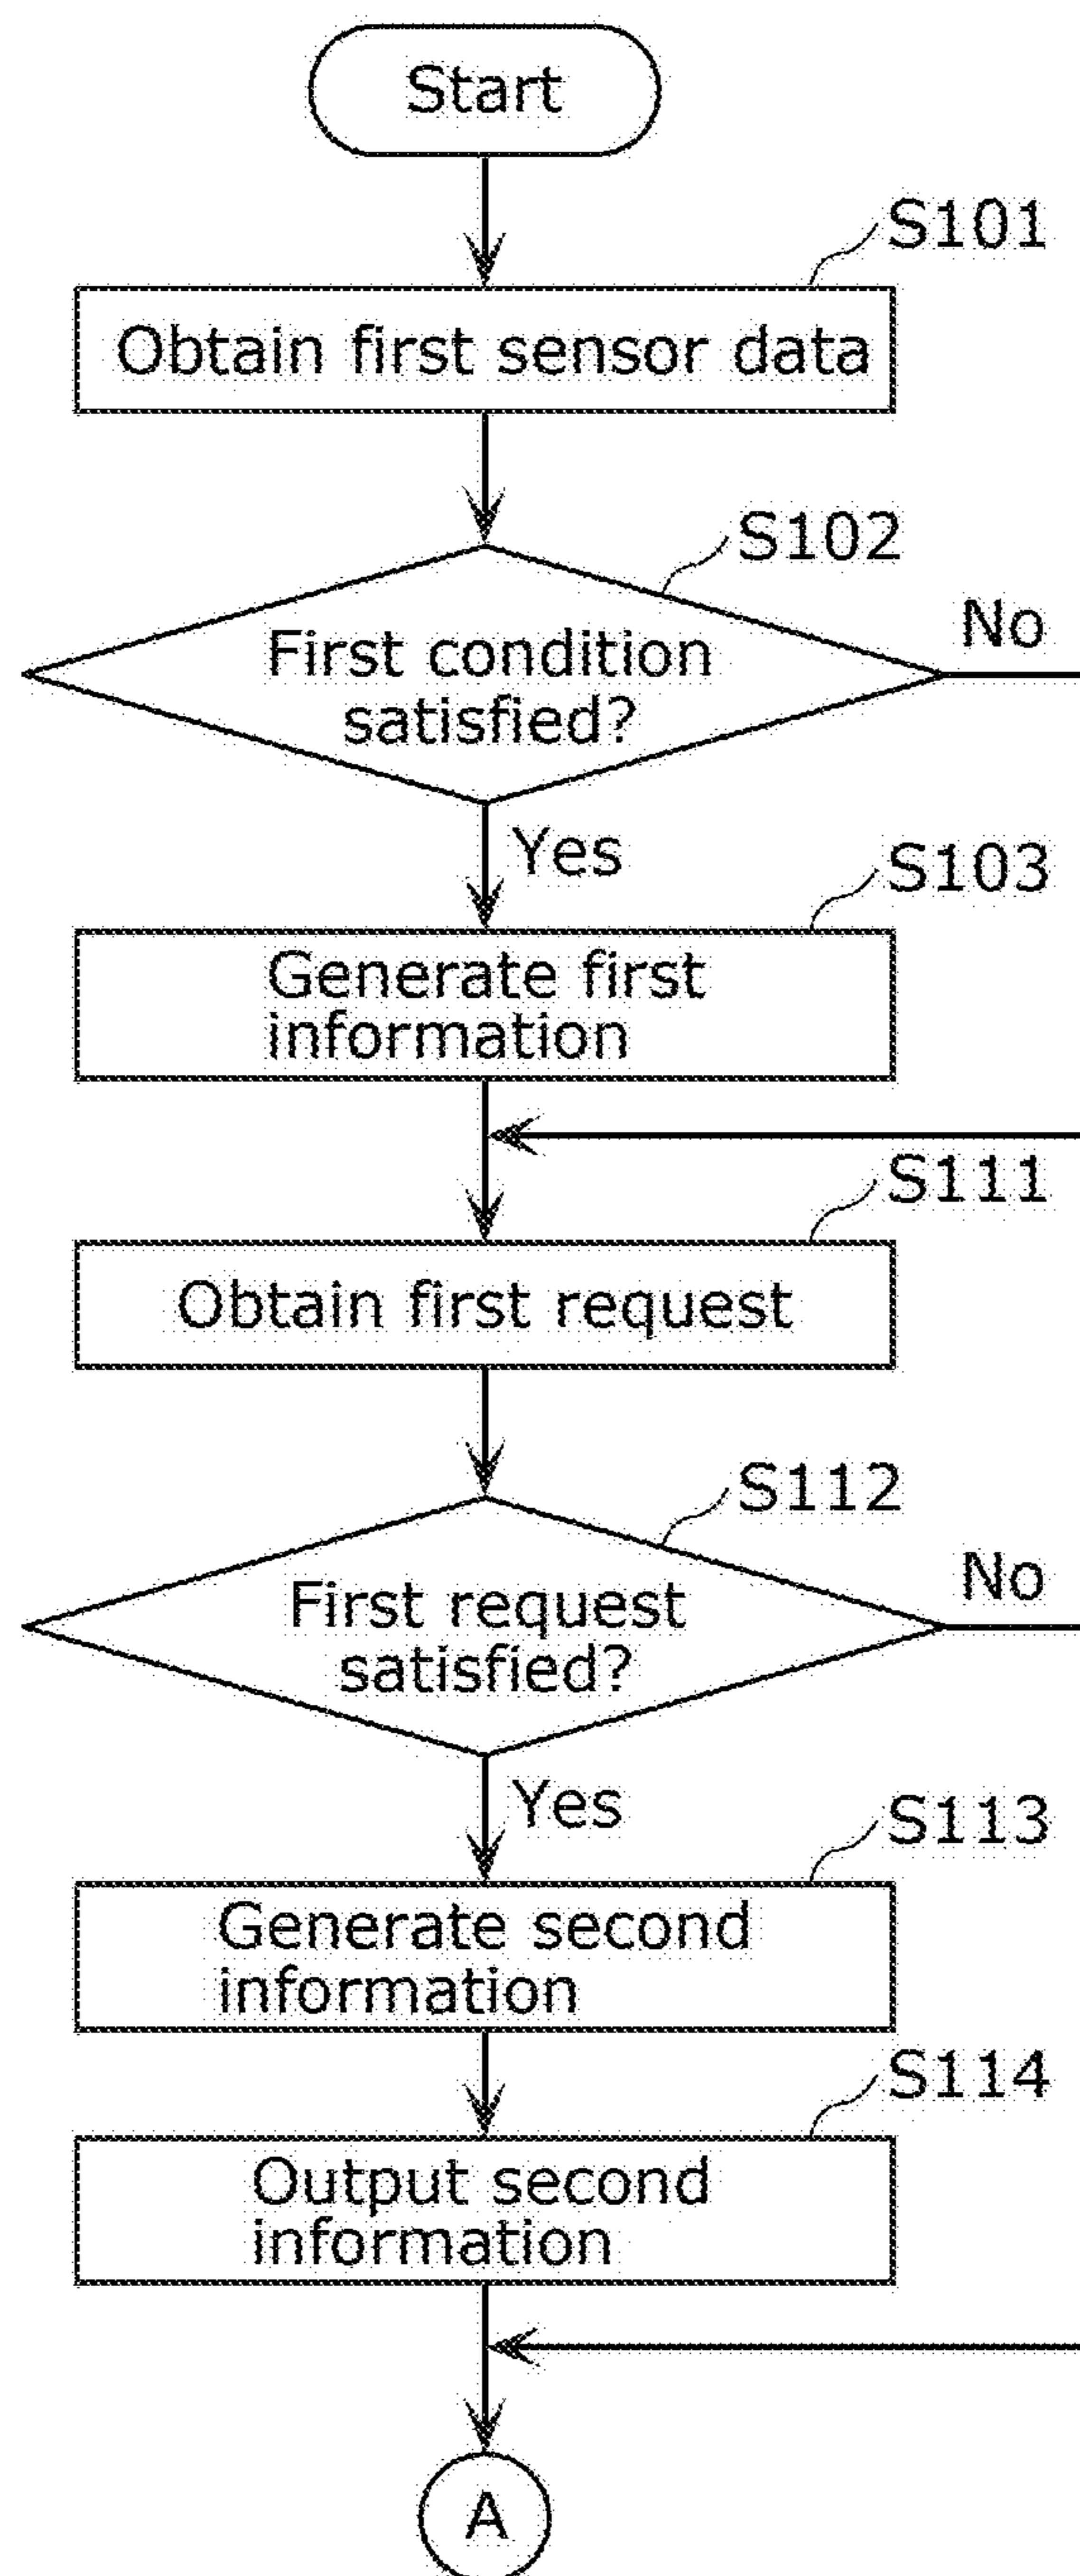 Start
S101
Obtain first sensor data
S102
First condition
satisfied?
No
Yes
S103
Generate first
information
S111
Obtain first request
S112
First request
satisfied?
No
Yes
S113
Generate second
information
S114
Output second
information
A